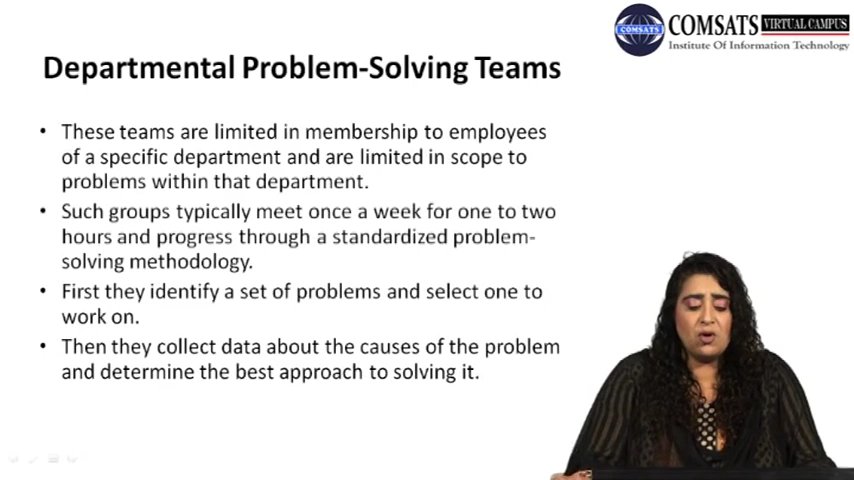 COMSATS
COMSATS VIRTUAL CAMPUS
Institute Of Information Technology
Departmental Problem-Solving Teams
• These teams are limited in membership to employees
of a specific department and are limited in scope to
problems within that department.
• Such groups typically meet once a week for one to two
hours and progress through a standardized problem-
solving methodology.
• First they identify a set of problems and select one to
work on.
• Then they collect data about the causes of the problem
and determine the best approach to solving it.